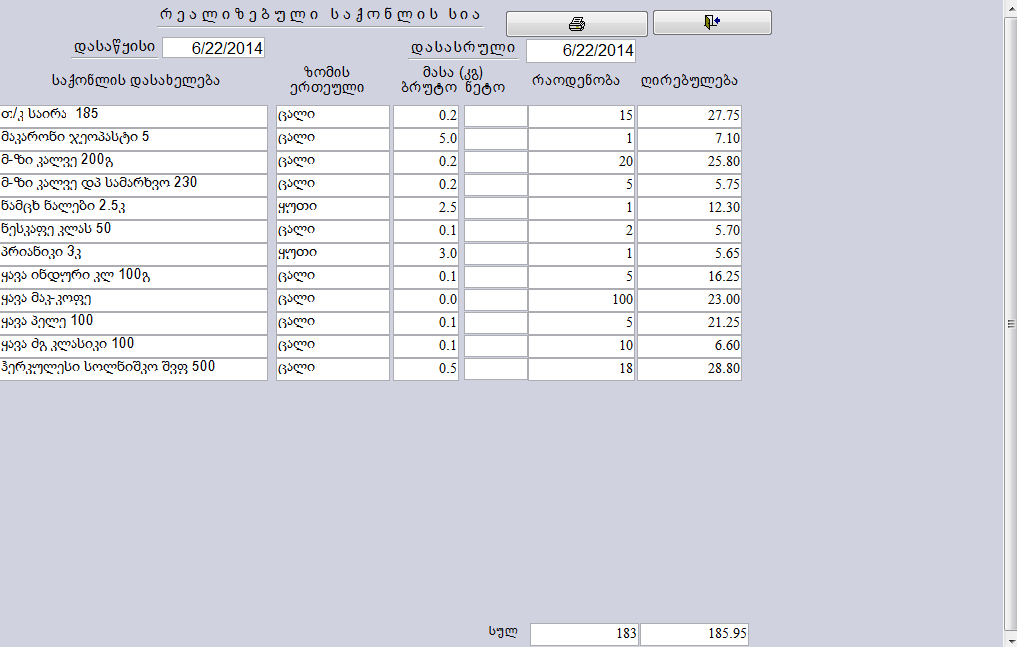 რეალიზებული საქონლის სია
დასაწყისი 6/22/2014 დასასრული 6/22/2014
საქონლის დასახელება ზომის ერთეული მასა (კგ) ბრუტო ნეტო რაოდენობა ღირებულება
თ/კ საირა 185 ცალი 0.2 15 27.75
მაკარონი ჯეოპასტი 5 ცალი 5.0 1 7.10
მ-ზი კალვე 200გ ცალი 0.2 20 25.80
მ-ზი კალვე დპ სამარხვო 230 ცალი 0.2 5 5.75
ნამცხ ნალები 2.5კ ყუთი 2.5 1 12.30
ნესკაფე კლას 50 ცალი 0.1 2 5.70
პრიანიკი 3კ ყუთი 3.0 1 5.65
ყავა ინდური კლ 100გ ცალი 0.1 5 16.25
ყავა მაკ-კოფე ცალი 0.0 100 23.00
ყავა პელე 100 ცალი 0.1 5 21.25
ყავა ძგ კლასიკი 100 ცალი 0.1 10 6.60
ჰერკულესი სოლნიშკო შვფ 500 ცალი 0.5 18 28.80
სულ 183 185.95